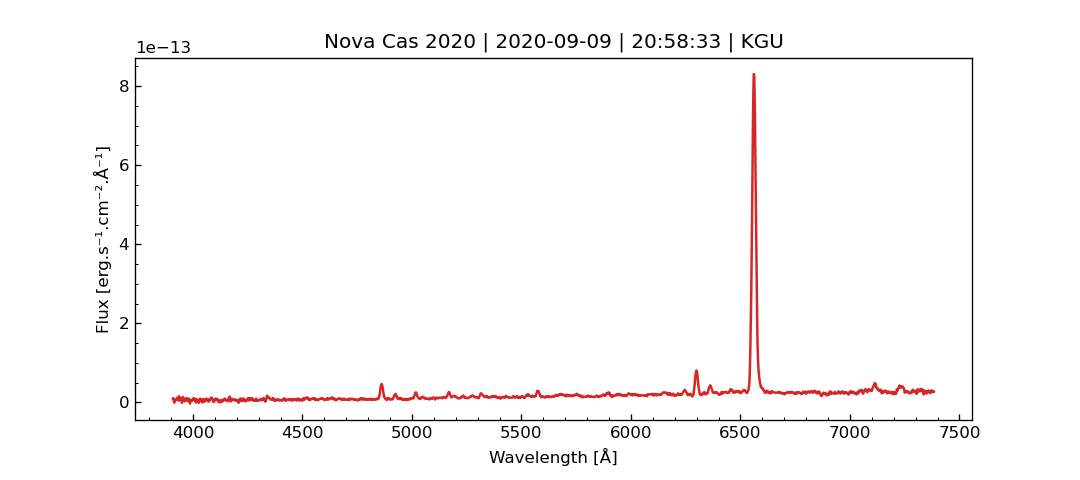 Nova Cas 2020 | 2020-09-09 | 20:58:33 | KGU
1e−13
8
6
4
2
0
Flux [erg.s⁻¹.cm⁻².Å⁻¹]
4000 4500 5000 5500 6000 6500 7000 7500
Wavelength [Å]